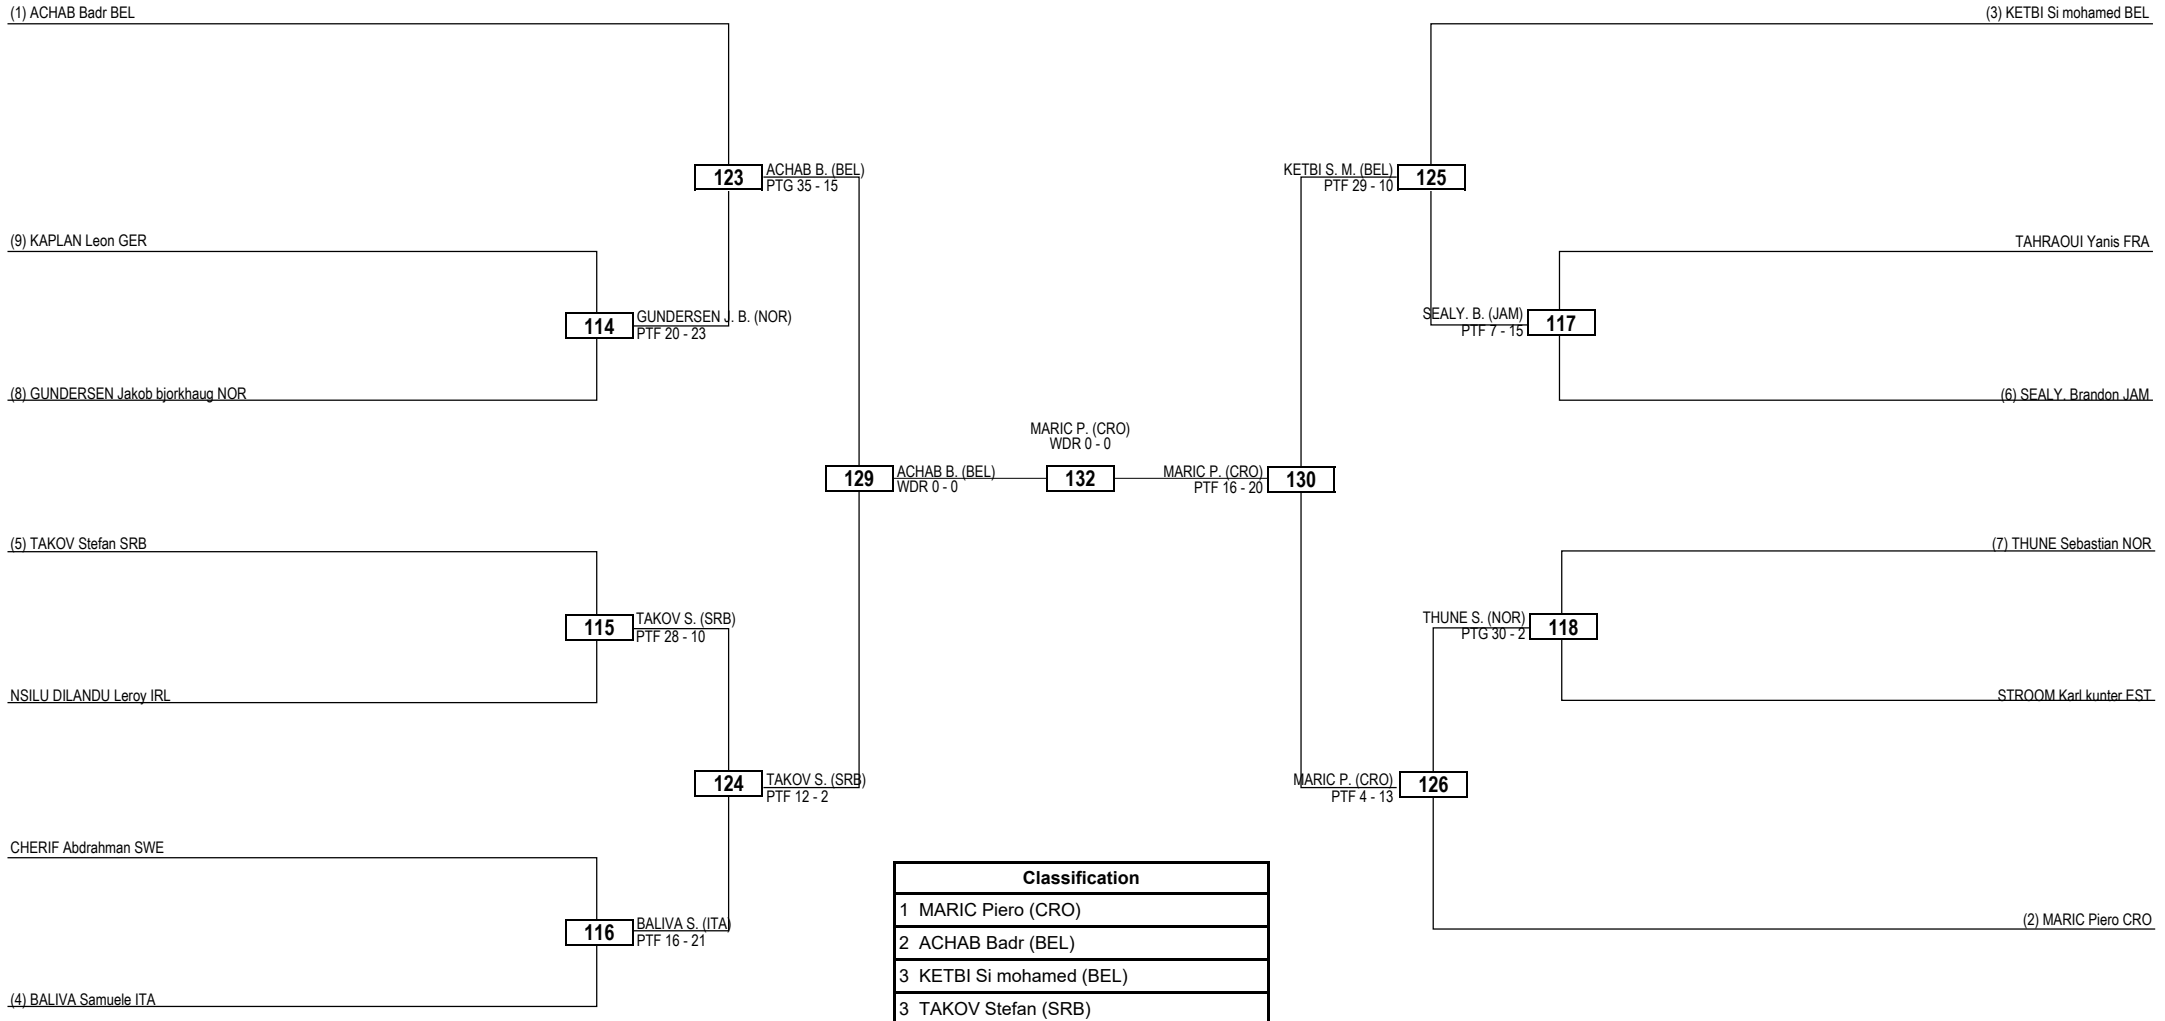 (1) ACHAB Badr BEL
(3) KETBI Si mohamed BEL
123
ACHAB B. (BEL)
PTG 35 - 15
KETBI S. M. (BEL)
PTF 29 - 10
125
(9) KAPLAN Leon GER
TAHRAOUI Yanis FRA
114
GUNDERSEN J. B. (NOR)
PTF 20 - 23
SEALY. B. (JAM)
PTF 7 - 15
117
(8) GUNDERSEN Jakob bjorkhaug NOR
(6) SEALY. Brandon JAM
MARIC P. (CRO)
WDR 0 - 0
129
ACHAB B. (BEL)
WDR 0 - 0
132
MARIC P. (CRO)
PTF 16 - 20
130
(5) TAKOV Stefan SRB
(7) THUNE Sebastian NOR
115
TAKOV S. (SRB)
PTF 28 - 10
THUNE S. (NOR)
PTG 30 - 2
118
NSILU DILANDU Leroy IRL
STROOM Karl kunter EST
124
TAKOV S. (SRB)
PTF 12 - 2
MARIC P. (CRO)
PTF 4 - 13
126
CHERIF Abdrahman SWE
116
BALIVA S. (ITA)
PTF 16 - 21
(2) MARIC Piero CRO
(4) BALIVA Samuele ITA
Classification
1 MARIC Piero (CRO)
2 ACHAB Badr (BEL)
3 KETBI Si mohamed (BEL)
3 TAKOV Stefan (SRB)